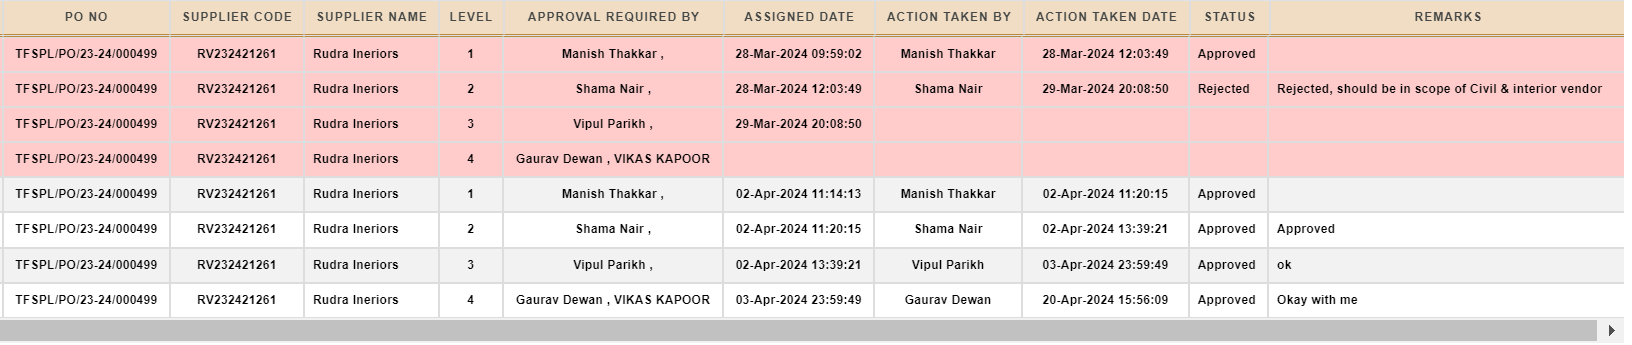 PO NO SUPPLIER CODE SUPPLIER NAME LEVEL APPROVAL REQUIRED BY ASSIGNED DATE ACTION TAKEN BY ACTION TAKEN DATE STATUS REMARKS
TFSPL/PO/23-24/000499 RV232421261 Rudra Ineriors 1 Manish Thakkar , 28-Mar-2024 09:59:02 Manish Thakkar 28-Mar-2024 12:03:49 Approved
TFSPL/PO/23-24/000499 RV232421261 Rudra Ineriors 2 Shama Nair , 28-Mar-2024 12:03:49 Shama Nair 29-Mar-2024 20:08:50 Rejected Rejected, should be in scope of Civil & interior vendor
TFSPL/PO/23-24/000499 RV232421261 Rudra Ineriors 3 Vipul Parikh , 29-Mar-2024 20:08:50
TFSPL/PO/23-24/000499 RV232421261 Rudra Ineriors 4 Gaurav Dewan , VIKAS KAPOOR
TFSPL/PO/23-24/000499 RV232421261 Rudra Ineriors 1 Manish Thakkar , 02-Apr-2024 11:14:13 Manish Thakkar 02-Apr-2024 11:20:15 Approved
TFSPL/PO/23-24/000499 RV232421261 Rudra Ineriors 2 Shama Nair , 02-Apr-2024 11:20:15 Shama Nair 02-Apr-2024 13:39:21 Approved Approved
TFSPL/PO/23-24/000499 RV232421261 Rudra Ineriors 3 Vipul Parikh , 02-Apr-2024 13:39:21 Vipul Parikh 03-Apr-2024 23:59:49 Approved ok
TFSPL/PO/23-24/000499 RV232421261 Rudra Ineriors 4 Gaurav Dewan , VIKAS KAPOOR 03-Apr-2024 23:59:49 Gaurav Dewan 20-Apr-2024 15:56:09 Approved Okay with me